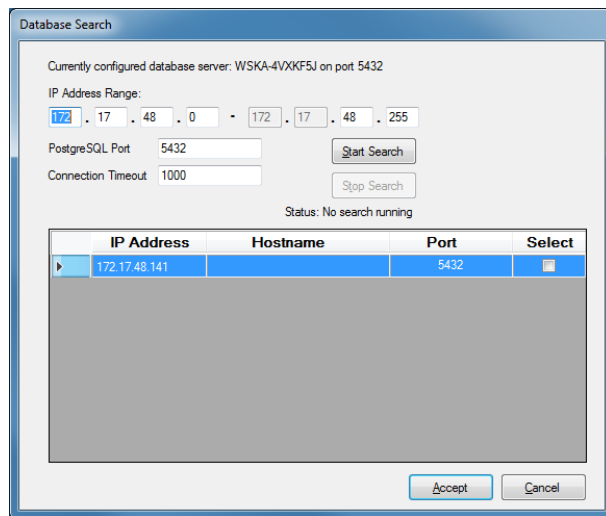 Database Search
Currently configured database server: WSKA-4VXKF5J on port 5432
IP Address Range:
172 . 17 . 48 . 0 - 172 . 17 . 48 . 255
PostgreSQL Port 5432 Start Search
Connection Timeout 1000 Stop Search
Status: No search running
IP Address Hostname Port Select
172.17.48.141 5432
Accept Cancel